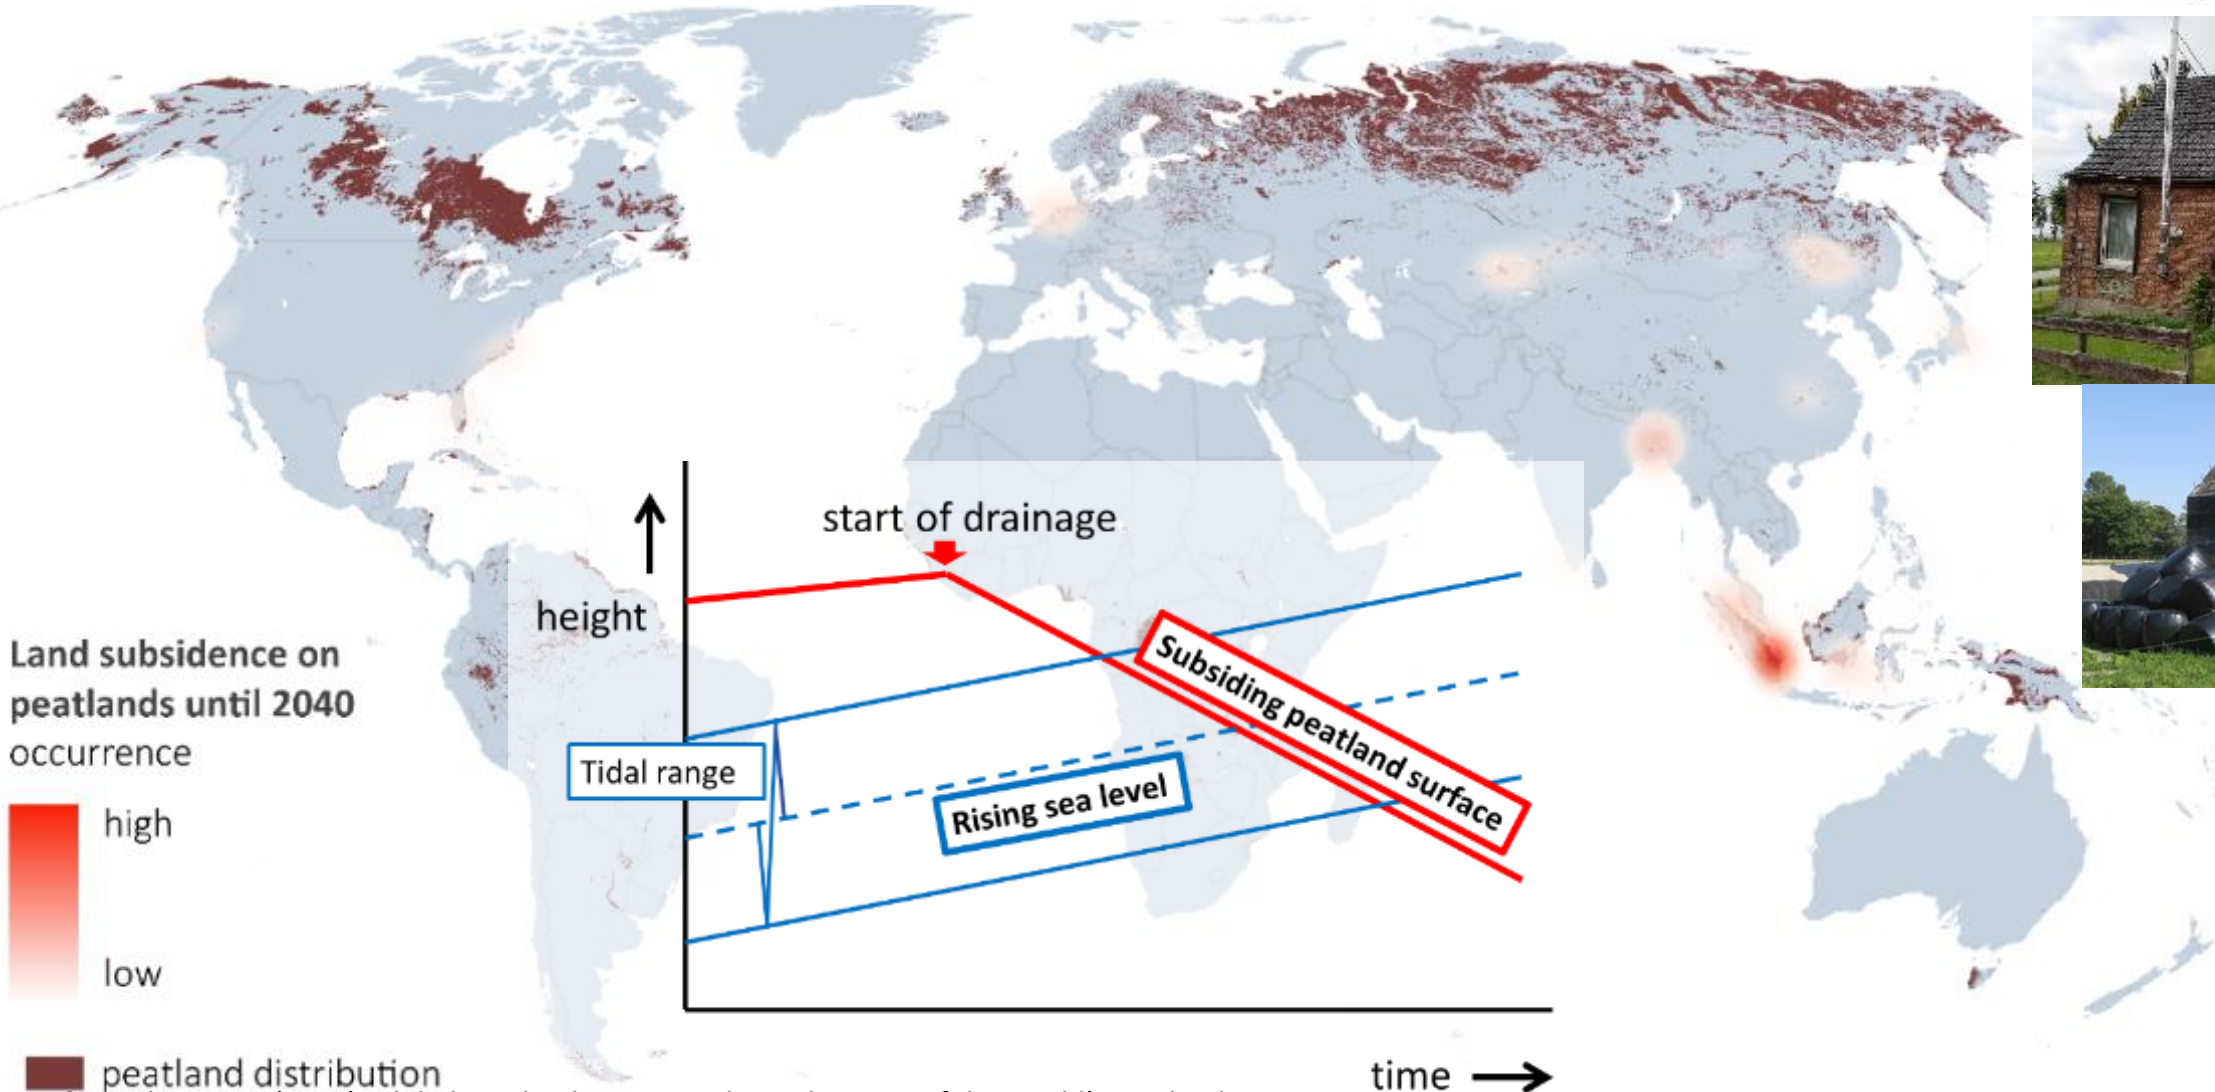 start of drainage
height
Subsiding peatland surface
Tidal range
Rising sea level
time
Land subsidence on
peatlands until 2040
occurrence
high
low
peatland distribution